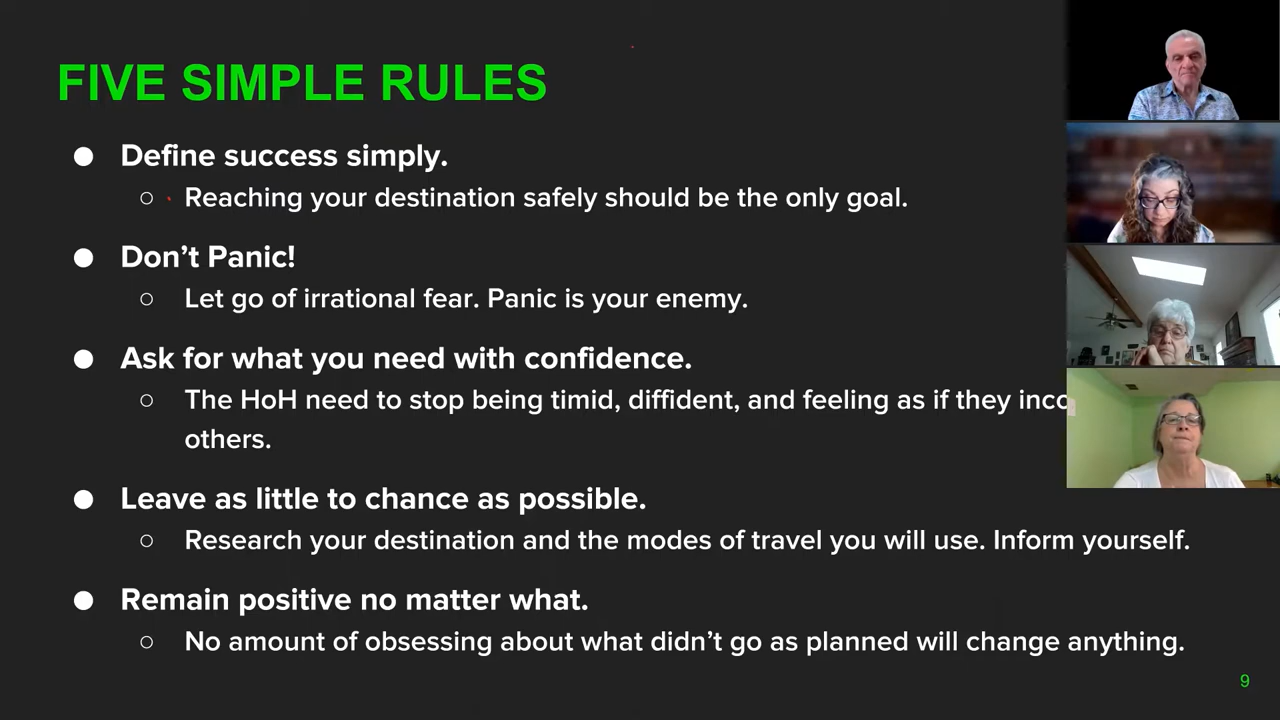 FIVE SIMPLE RULES
● Define success simply.
○ Reaching your destination safely should be the only goal.
● Don’t Panic!
○ Let go of irrational fear. Panic is your enemy.
● Ask for what you need with confidence.
○ The HoH need to stop being timid, diffident, and feeling as if they
others.
● Leave as little to chance as possible.
○ Research your destination and the modes of travel you will use. Inform yourself.
● Remain positive no matter what.
○ No amount of obsessing about what didn’t go as planned will change anything.
9